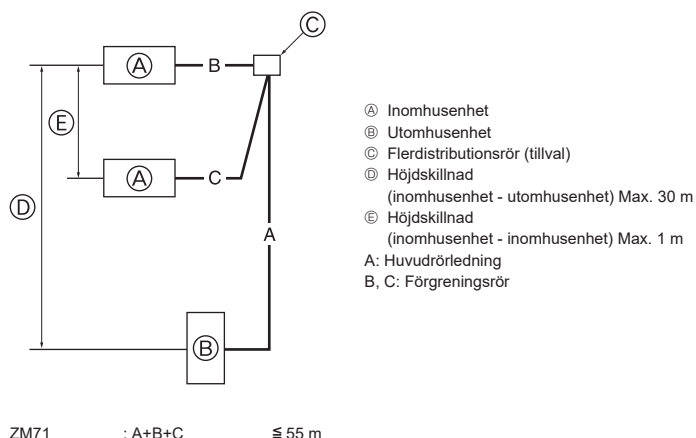 Ⓒ
Ⓐ B
Ⓔ
Ⓐ C
Ⓓ
A
Ⓑ
Ⓐ Inomhusenhet
Ⓑ Utomhusenhet
Ⓒ Flerdistributionsrör (tillval)
Ⓓ Höjdskillnad
(inomhusenhet - utomhusenhet) Max. 30 m
Ⓔ Höjdskillnad
(inomhusenhet - inomhusenhet) Max. 1 m
A: Huvudrörledning
B, C: Förgreningsrör
ZM71 : A+B+C ≦ 55 m